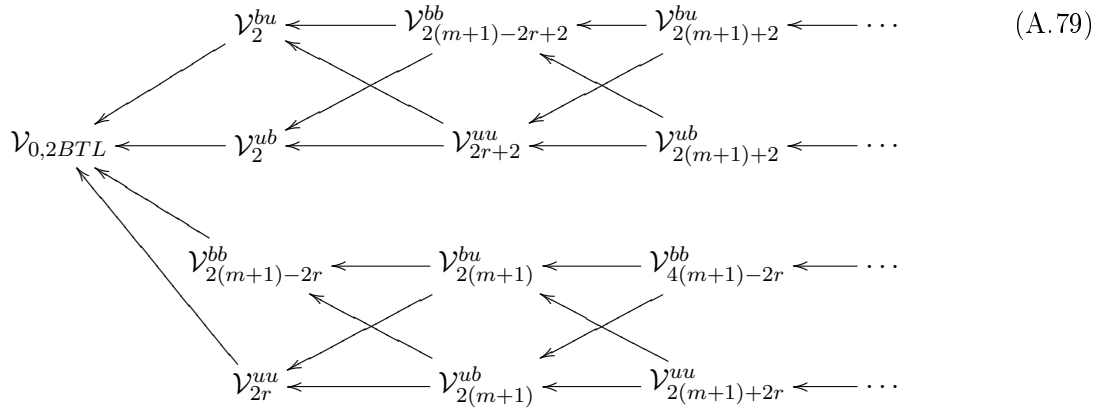 𝒱_2^{bu} 𝒱_{2(m+1)−2r+2}^{bb} 𝒱_{2(m+1)+2}^{bu} ··· (A.79)
𝒱_{0,2BTL} 𝒱_2^{ub} 𝒱_{2r+2}^{uu} 𝒱_{2(m+1)+2}^{ub} ···
𝒱_{2(m+1)−2r}^{bb} 𝒱_{2(m+1)}^{bu} 𝒱_{4(m+1)−2r}^{bb} ···
𝒱_{2r}^{uu} 𝒱_{2(m+1)}^{ub} 𝒱_{2(m+1)+2r}^{uu} ···